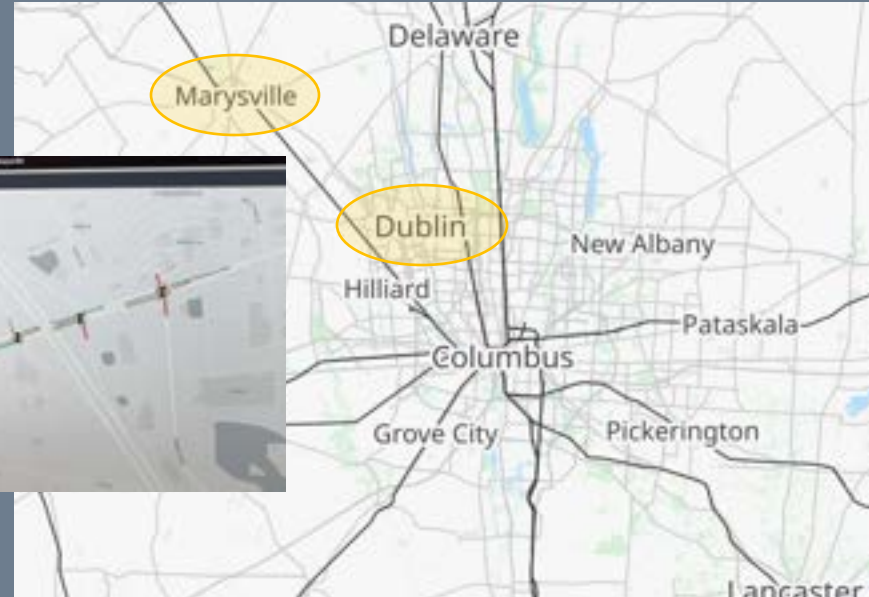 Delaware
Marysville
Dublin
New Albany
Hilliard
Pataskala
Columbus
Grove City
Pickerington
Lancaster